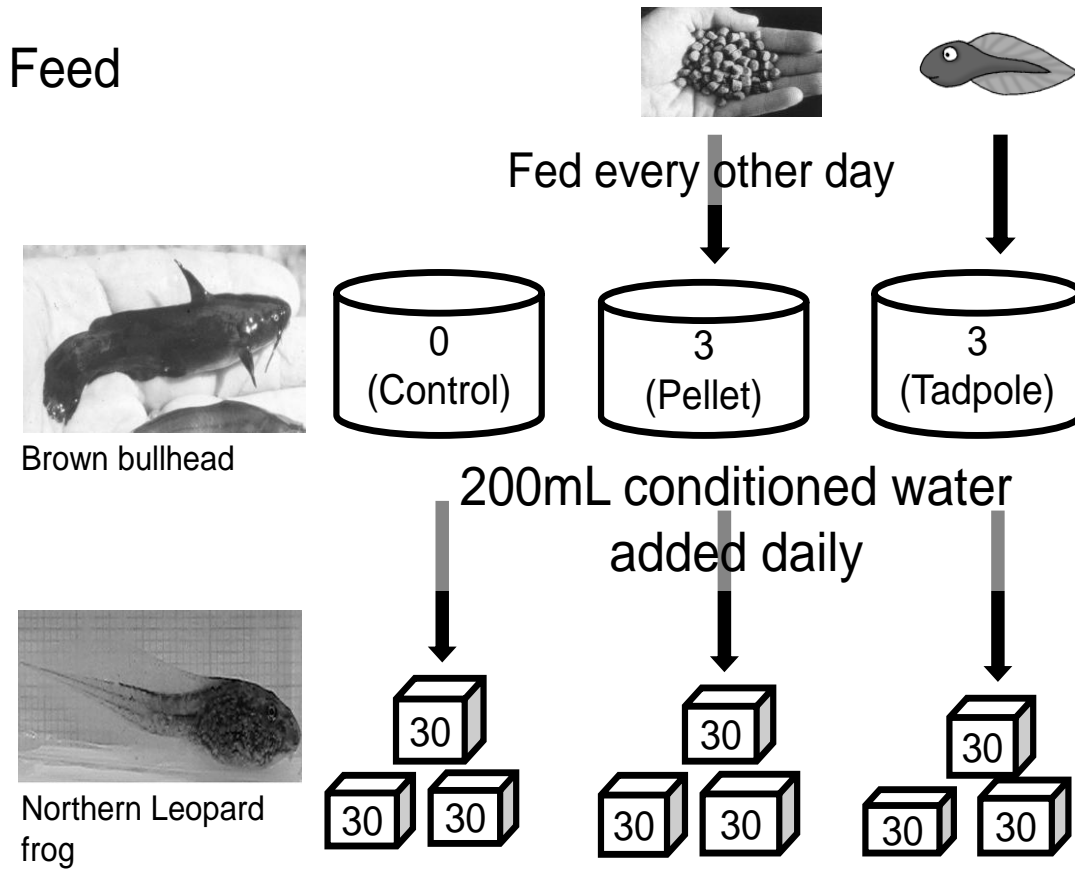 Feed
Fed every other day
0
(Control)
3
(Pellet)
3
(Tadpole)
Brown bullhead
200mL conditioned water
added daily
30
30
30
30
30
30
30
30
30
Northern Leopard
frog